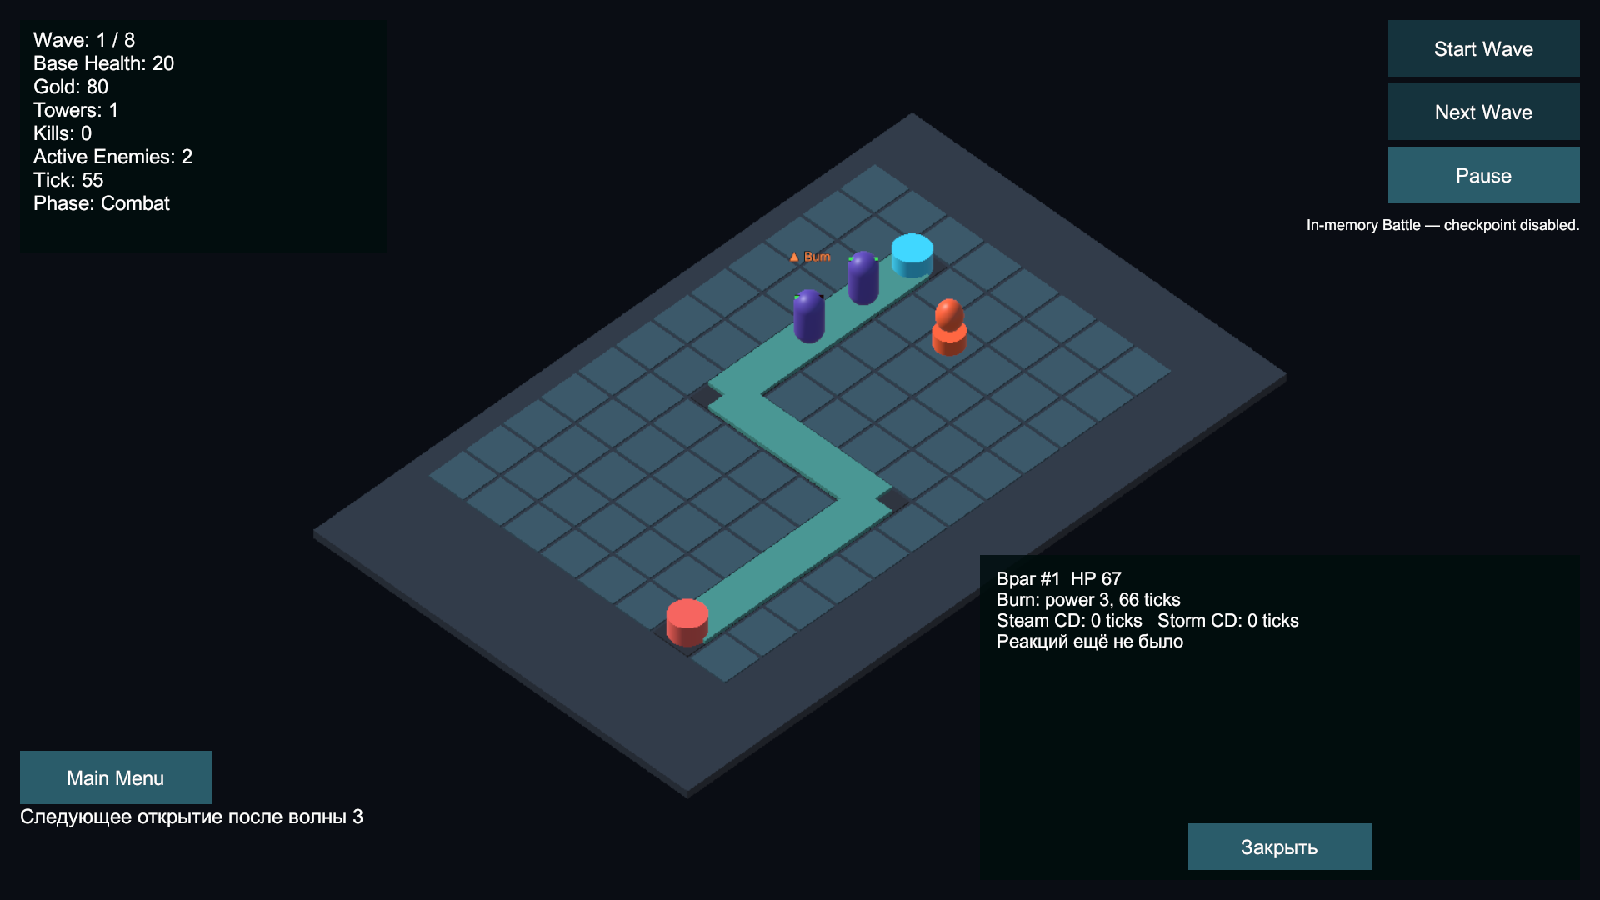 Wave: 1 / 8
Base Health: 20
Gold: 80
Towers: 1
Kills: 0
Active Enemies: 2
Tick: 55
Phase: Combat
Start Wave
Next Wave
Pause
In-memory Battle — checkpoint disabled.
▲ Burn
Враг #1 HP 67
Burn: power 3, 66 ticks
Steam CD: 0 ticks Storm CD: 0 ticks
Реакций ещё не было
Закрыть
Main Menu
Следующее открытие после волны 3